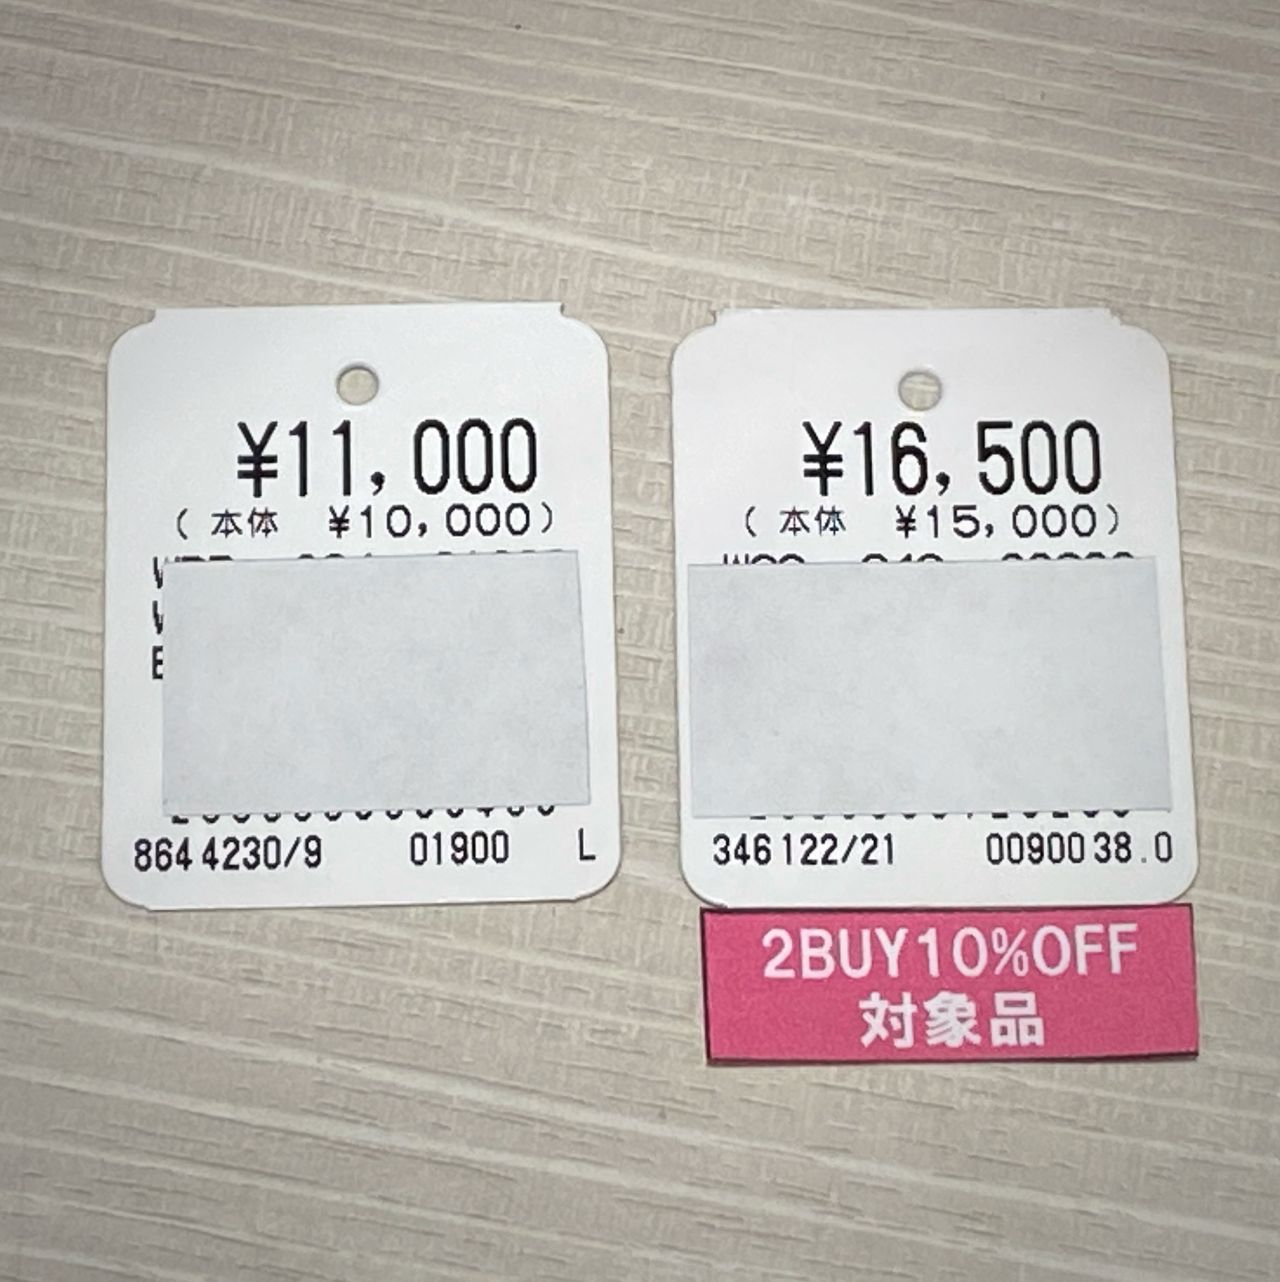 ¥11,000
(本体 ¥10,000)
864 4230/9 01900 L
¥16,500
(本体 ¥15,000)
346 122/21 00900 38.0
2BUY10%OFF
対象品